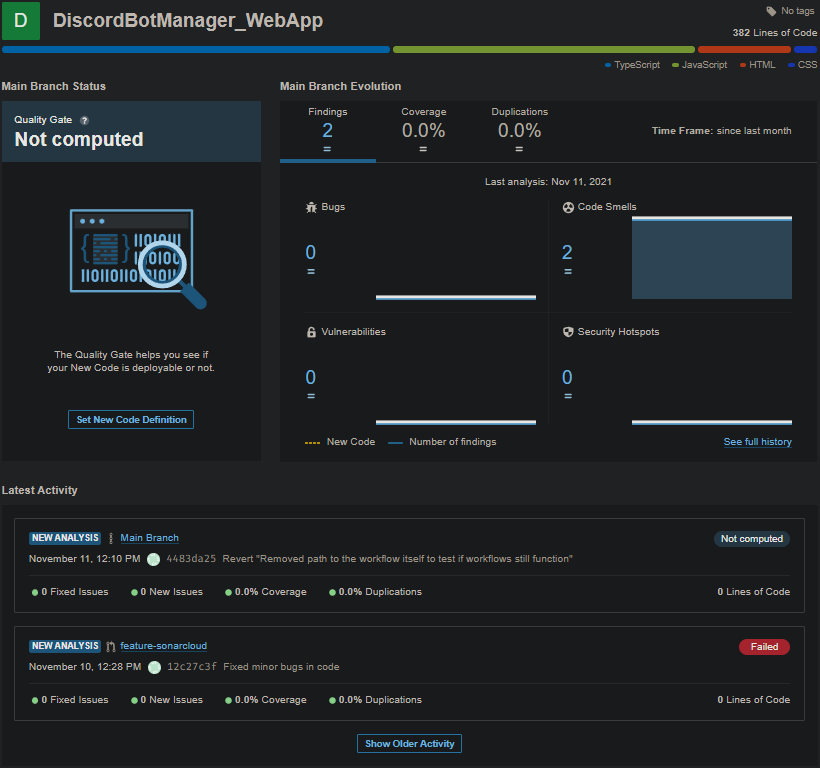 D DiscordBotManager_WebApp
No tags
382 Lines of Code
TypeScript JavaScript HTML CSS
Main Branch Status
Quality Gate ?
Not computed
{ } 110101
0101
01101101 01011
The Quality Gate helps you see if
your New Code is deployable or not.
Set New Code Definition
Main Branch Evolution
Findings Coverage Duplications
2 0.0% 0.0%
= = =
Time Frame: since last month
Last analysis: Nov 11, 2021
Bugs
0
=
Code Smells
2
=
Vulnerabilities
0
=
Security Hotspots
0
=
New Code Number of findings See full history
Latest Activity
NEW ANALYSIS Main Branch Not computed
November 11, 12:10 PM 4483da25 Revert "Removed path to the workflow itself to test if workflows still function"
0 Fixed Issues 0 New Issues 0.0% Coverage 0.0% Duplications 0 Lines of Code
NEW ANALYSIS feature-sonarcloud Failed
November 10, 12:28 PM 12c27c3f Fixed minor bugs in code
0 Fixed Issues 0 New Issues 0.0% Coverage 0.0% Duplications 0 Lines of Code
Show Older Activity